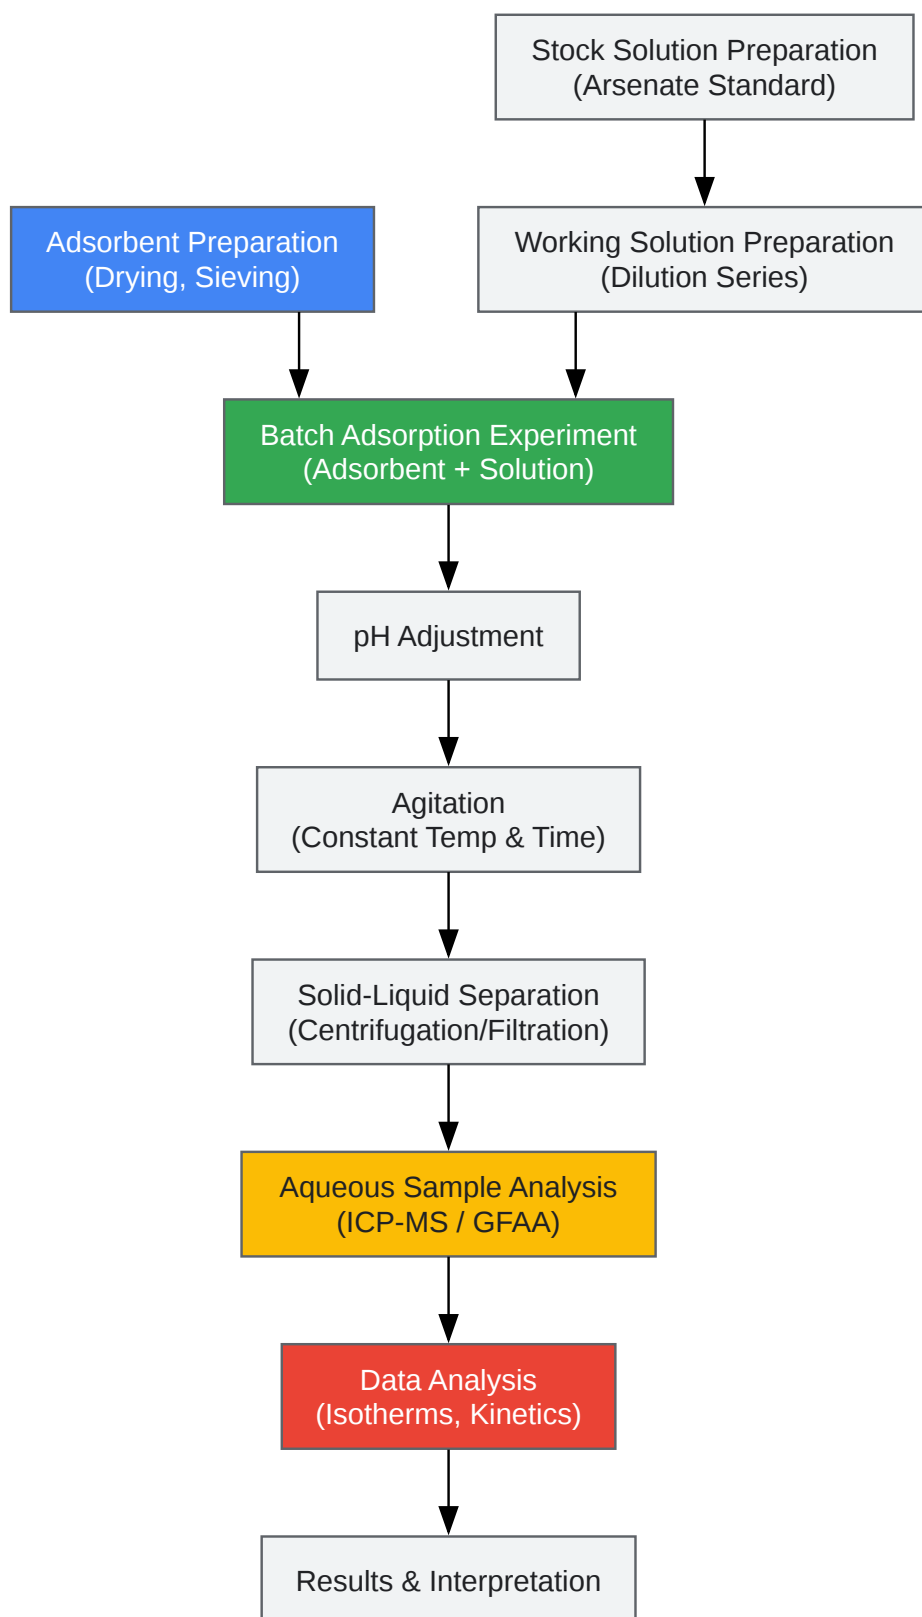 Stock Solution Preparation
(Arsenate Standard)
Adsorbent Preparation
(Drying, Sieving)
Working Solution Preparation
(Dilution Series)
Batch Adsorption Experiment
(Adsorbent + Solution)
pH Adjustment
Agitation
(Constant Temp & Time)
Solid-Liquid Separation
(Centrifugation/Filtration)
Aqueous Sample Analysis
(ICP-MS / GFAA)
Data Analysis
(Isotherms, Kinetics)
Results & Interpretation